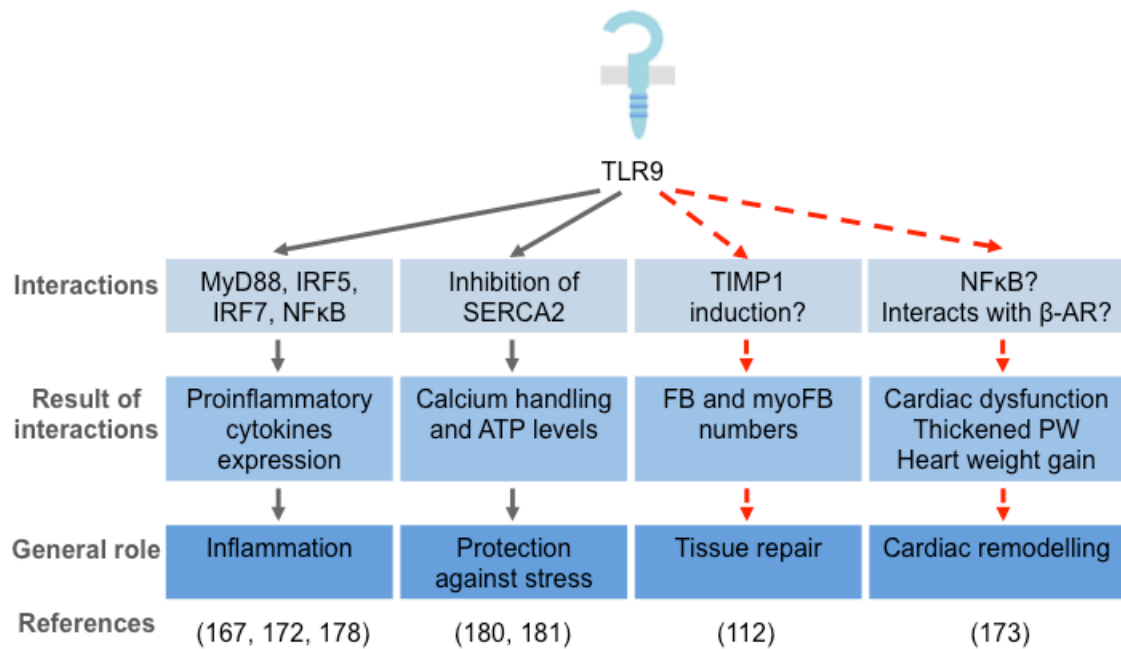 TLR9
Interactions
MyD88, IRF5,
IRF7, NFκB
Inhibition of
SERCA2
TIMP1
induction?
NFκB?
Interacts with β-AR?
Result of
interactions
Proinflammatory
cytokines
expression
Calcium handling
and ATP levels
FB and myoFB
numbers
Cardiac dysfunction
Thickened PW
Heart weight gain
General role
Inflammation
Protection
against stress
Tissue repair
Cardiac remodelling
References
(167, 172, 178)
(180, 181)
(112)
(173)